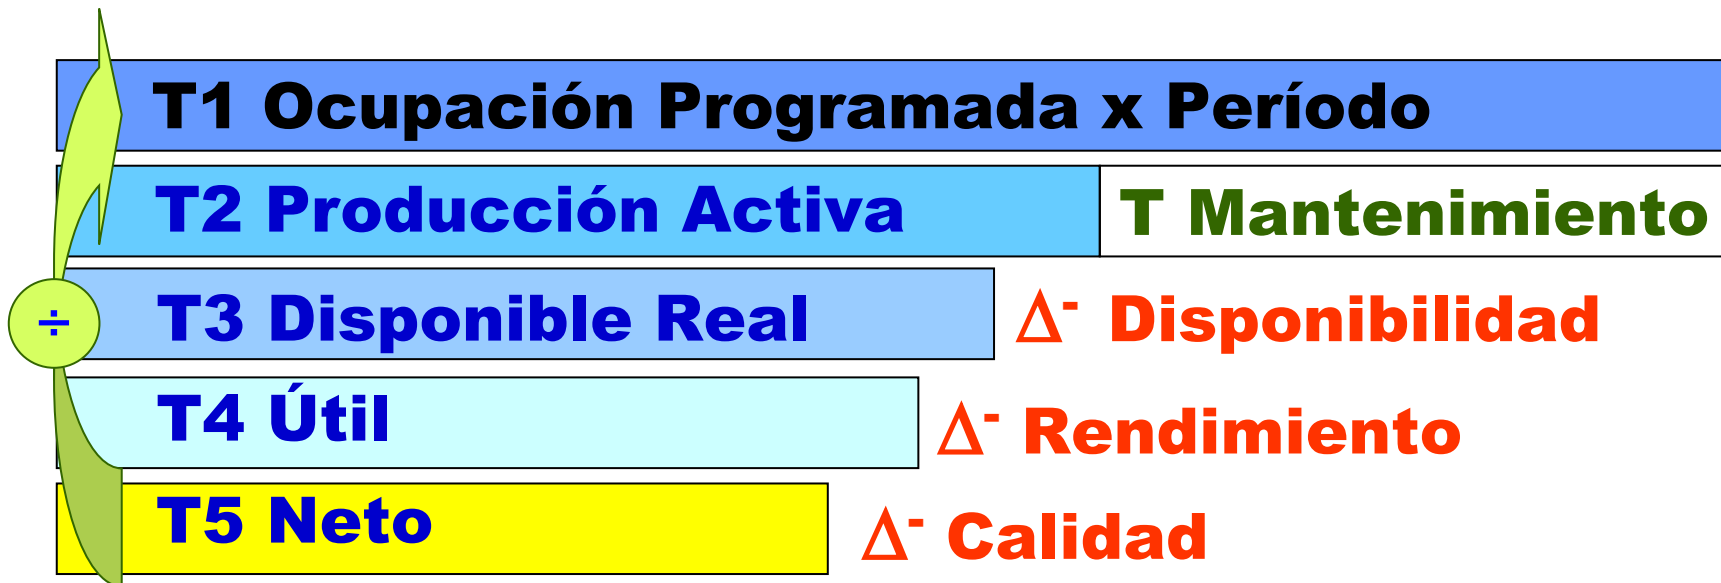 T1 Ocupación Programada x Período
T2 Producción Activa T Mantenimiento
÷ T3 Disponible Real Δ- Disponibilidad
T4 Útil Δ- Rendimiento
T5 Neto Δ- Calidad